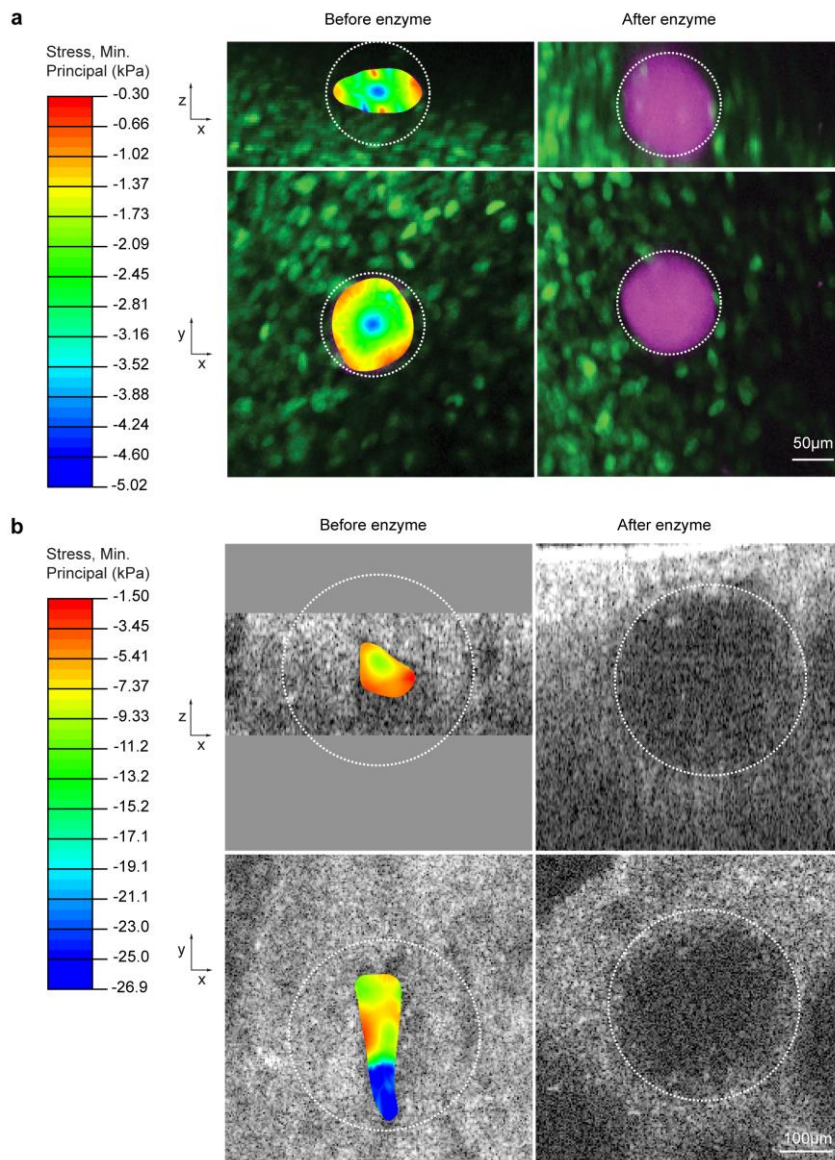 a
Before enzyme
After enzyme
Stress, Min.
Principal (kPa)
-0.30
-0.66
-1.02
-1.37
-1.73
-2.09
-2.45
-2.81
-3.16
-3.52
-3.88
-4.24
-4.60
-5.02
z
x
y
x
50µm
b
Before enzyme
After enzyme
Stress, Min.
Principal (kPa)
-1.50
-3.45
-5.41
-7.37
-9.33
-11.2
-13.2
-15.2
-17.1
-19.1
-21.1
-23.0
-25.0
-26.9
z
x
y
x
100µm